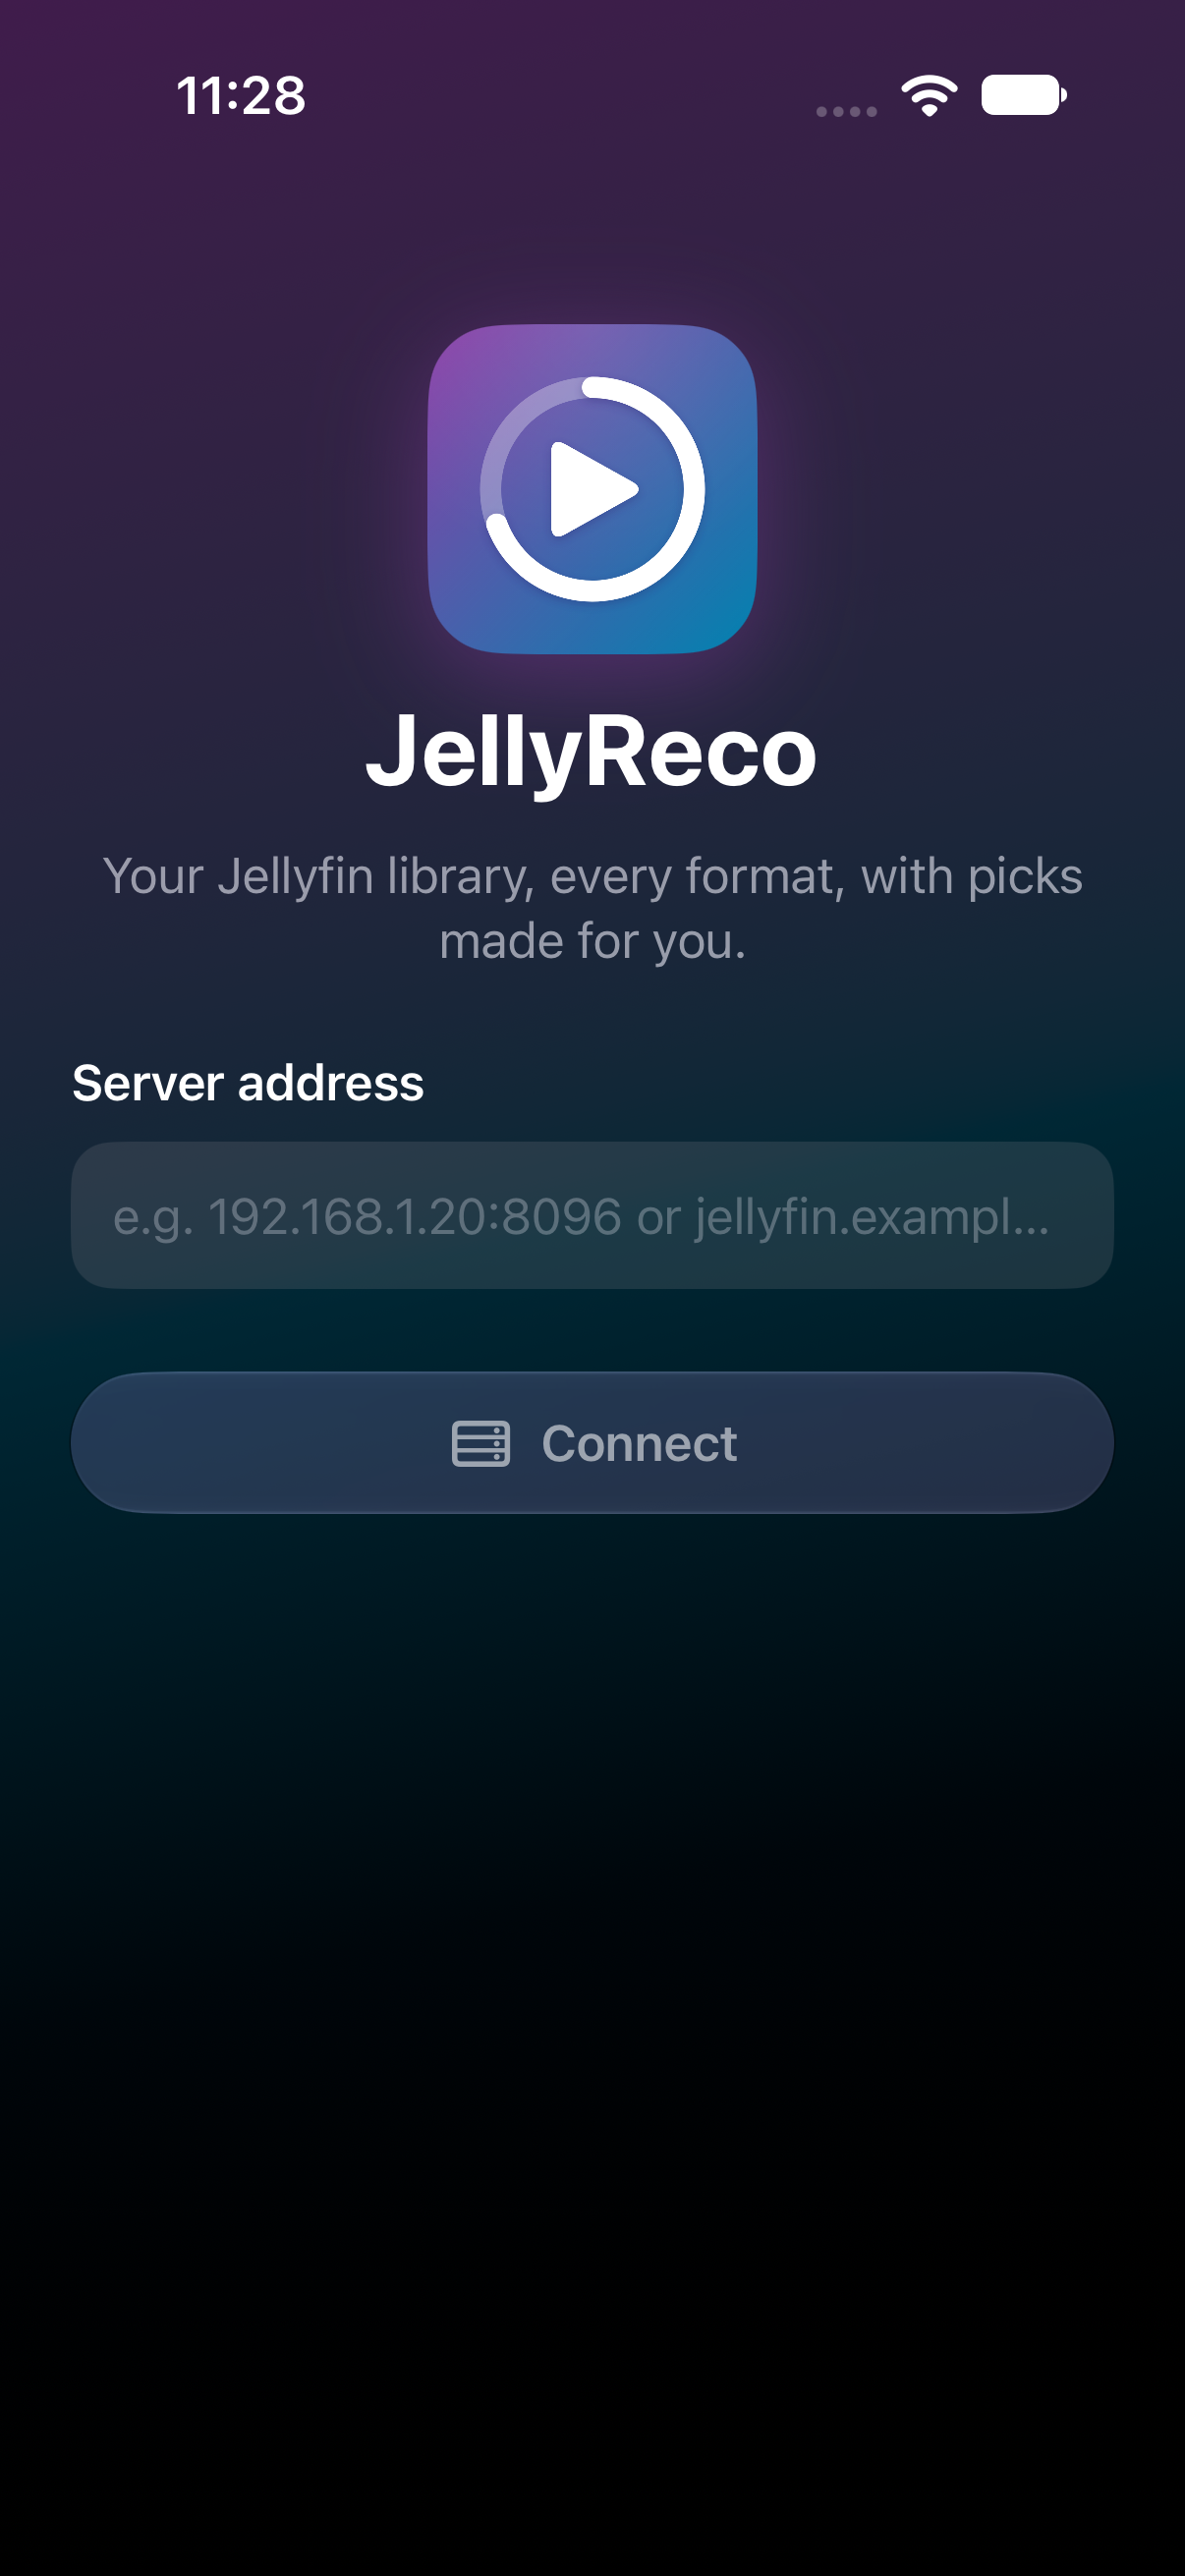 11:28
JellyReco
Your Jellyfin library, every format, with picks
made for you.
Server address
e.g. 192.168.1.20:8096 or jellyfin.exampl...
Connect